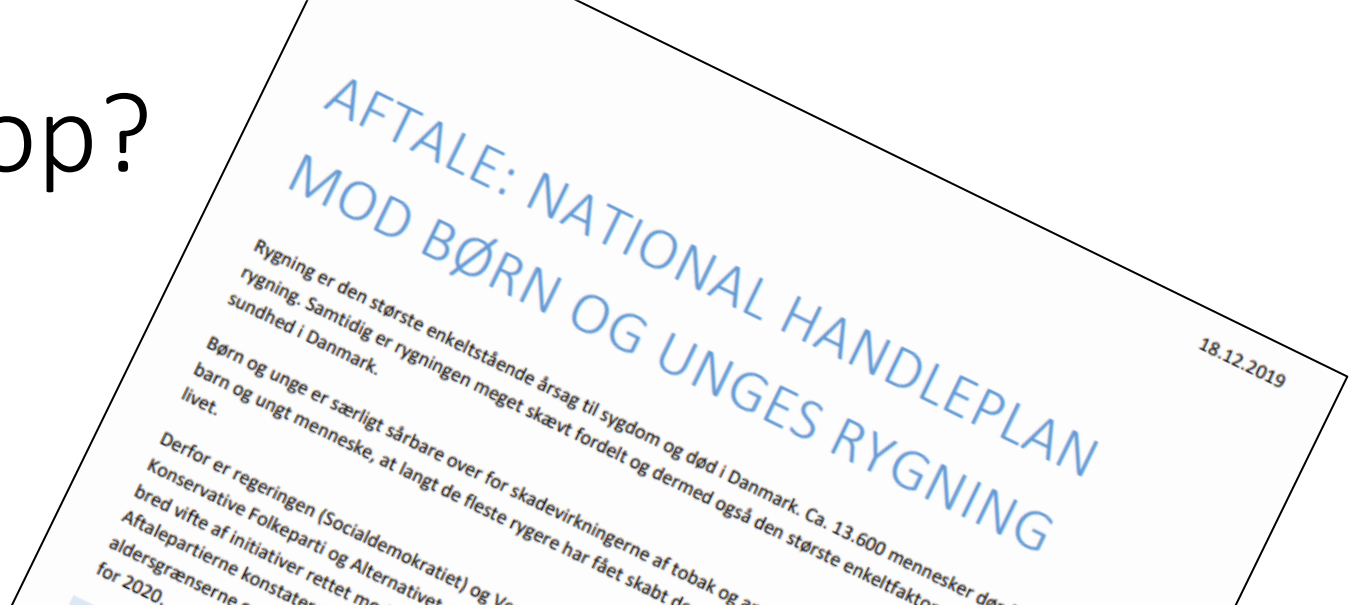 op?
18.12.2019
AFTALE: NATIONAL HANDLEPLAN
MOD BØRN OG UNGES RYGNING
Rygning er den største enkeltstående årsag til sygdom og død i Danmark. Ca. 13.600 mennesker dør
rygning. Samtidig er rygningen meget skævt fordelt og dermed også den største enkeltfaktor
sundhed i Danmark.
Børn og unge er særligt sårbare over for skadevirkningerne af tobak og
barn og ungt menneske, at langt de fleste rygere har fået skabt
livet.
Derfor er regeringen (Socialdemokratiet) og
Konservative Folkeparti og Alternativet
bred vifte af initiativer rettet
Aftalepartierne
aldersgrænserne
for 2020.